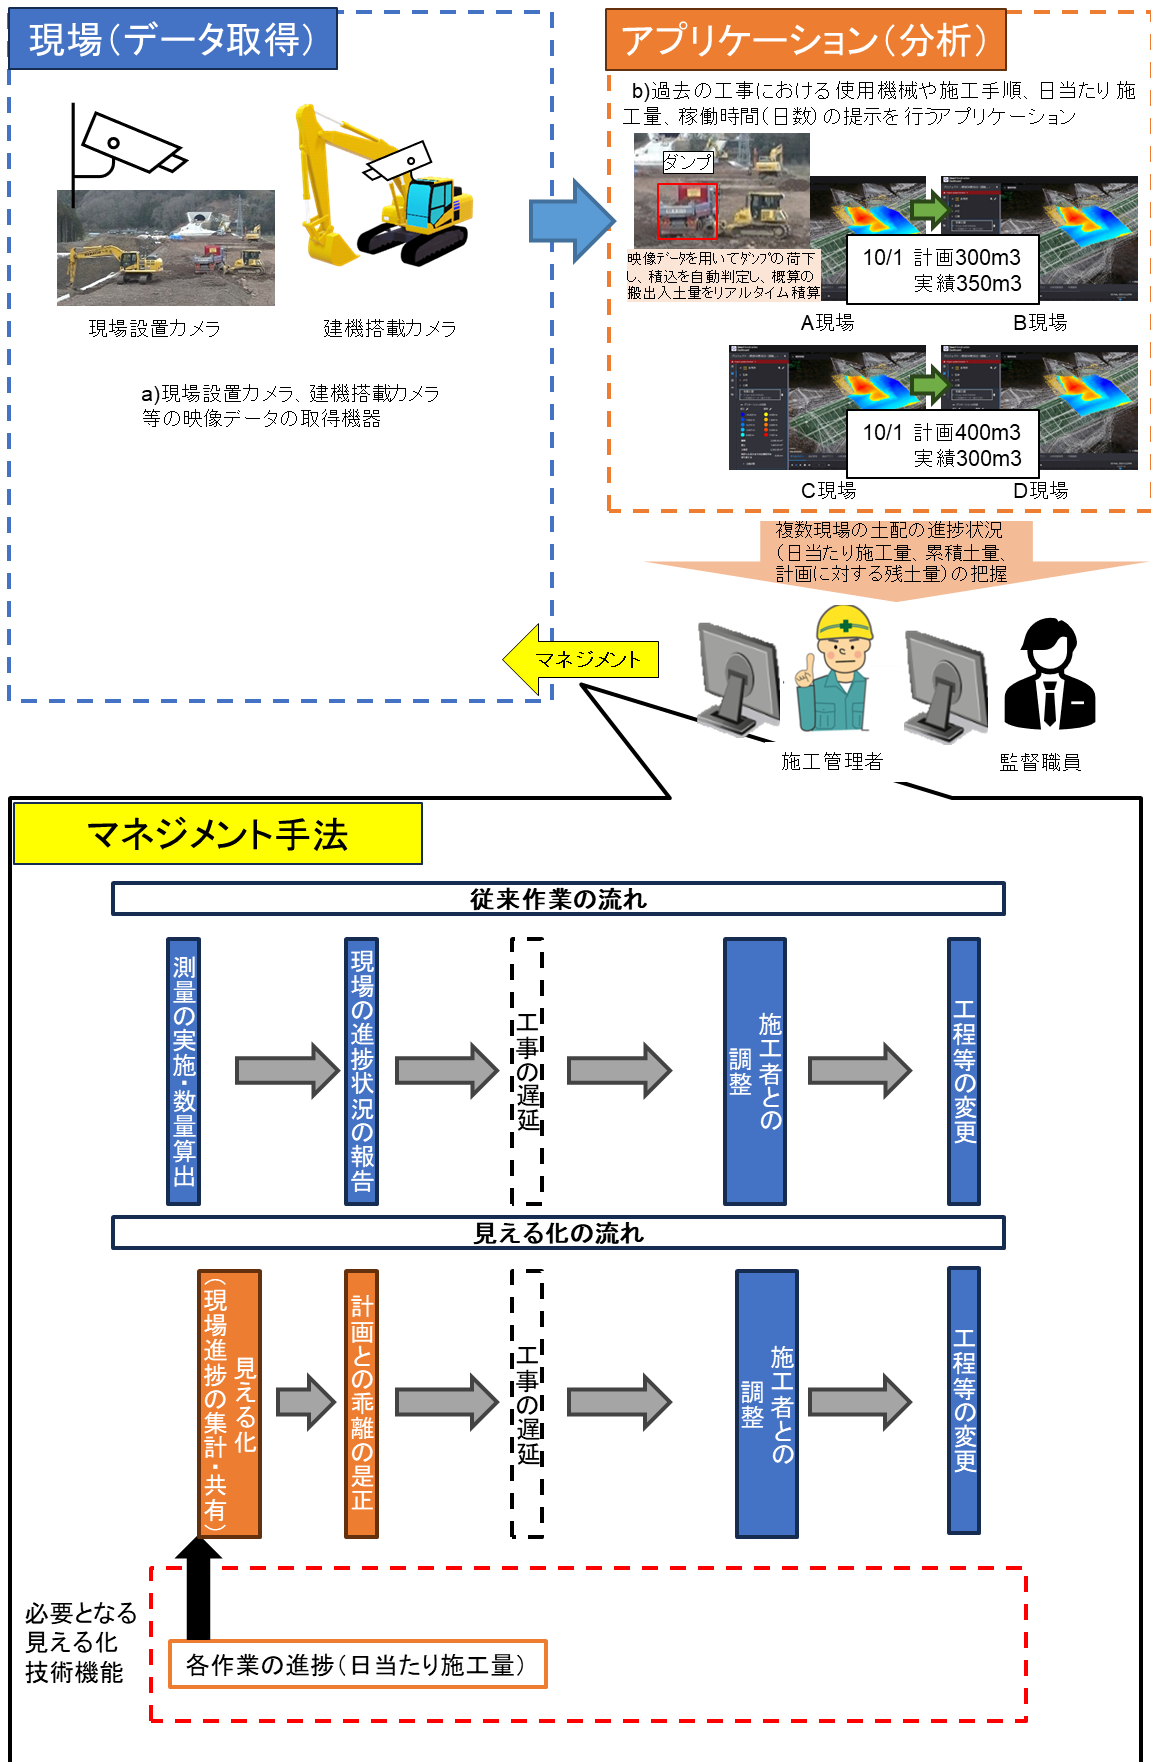 現場（データ取得）
現場設置カメラ
建機搭載カメラ
a)現場設置カメラ、建機搭載カメラ
等の映像データの取得機器
アプリケーション（分析）
b)過去の工事における使用機械や施工手順、日当たり施
工量、稼働時間（日数）の提示を行うアプリケーション
ダンプ
映像データを用いてダンプの荷下
し、積込を自動判定し、概算の
搬出入土量をリアルタイム積算
10/1 計画300m3
実績350m3
A現場
B現場
10/1 計画400m3
実績300m3
C現場
D現場
複数現場の土配の進捗状況
（日当たり施工量、累積土量、
計画に対する残土量）の把握
マネジメント
施工管理者
監督職員
マネジメント手法
従来作業の流れ
測量の実施・数量算出
現場の進捗状況の報告
工事の遅延
施工者との
調整
工程等の変更
見える化の流れ
見える化
（現場進捗の集計・共有）
計画との乖離の是正
工事の遅延
施工者との
調整
工程等の変更
必要となる
見える化
技術機能
各作業の進捗（日当たり施工量）